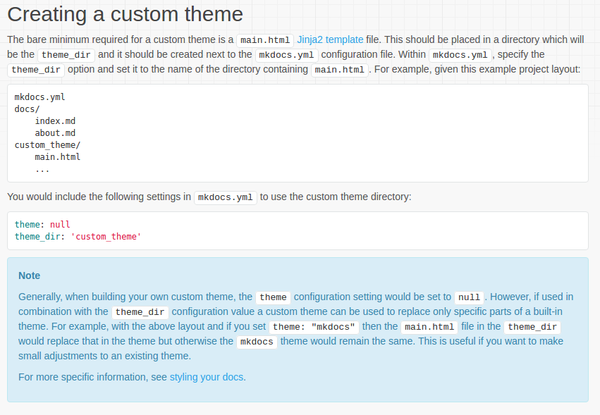 Creating a custom theme
The bare minimum required for a custom theme is a main.html Jinja2 template file. This should be placed in a directory which will
be the theme_dir and it should be created next to the mkdocs.yml configuration file. Within mkdocs.yml , specify the
theme_dir option and set it to the name of the directory containing main.html . For example, given this example project layout:
mkdocs.yml
docs/
    index.md
    about.md
custom_theme/
    main.html
    ...
You would include the following settings in mkdocs.yml to use the custom theme directory:
theme: null
theme_dir: 'custom_theme'
Note
Generally, when building your own custom theme, the theme configuration setting would be set to null . However, if used in
combination with the theme_dir configuration value a custom theme can be used to replace only specific parts of a built-in
theme. For example, with the above layout and if you set theme: "mkdocs" then the main.html file in the theme_dir
would replace that in the theme but otherwise the mkdocs theme would remain the same. This is useful if you want to make
small adjustments to an existing theme.
For more specific information, see styling your docs.